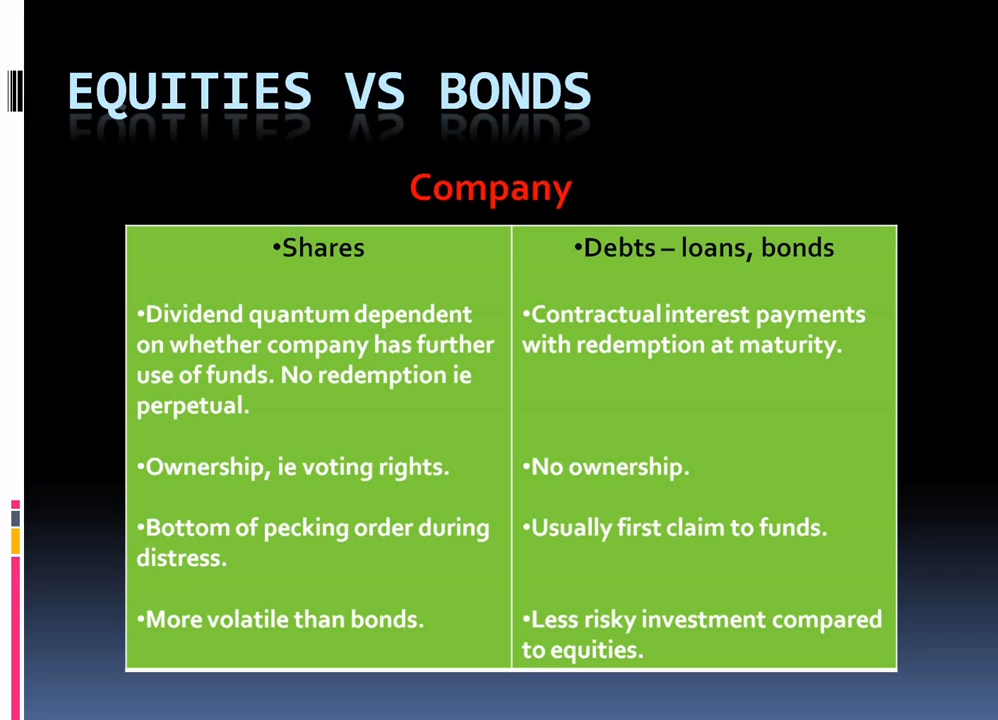 EQUITIES VS BONDS
Company
•Shares
•Dividend quantum dependent
on whether company has further
use of funds. No redemption ie
perpetual.
•Ownership, ie voting rights.
•Bottom of pecking order during
distress.
•More volatile than bonds.
•Debts – loans, bonds
•Contractual interest payments
with redemption at maturity.
•No ownership.
•Usually first claim to funds.
•Less risky investment compared
to equities.